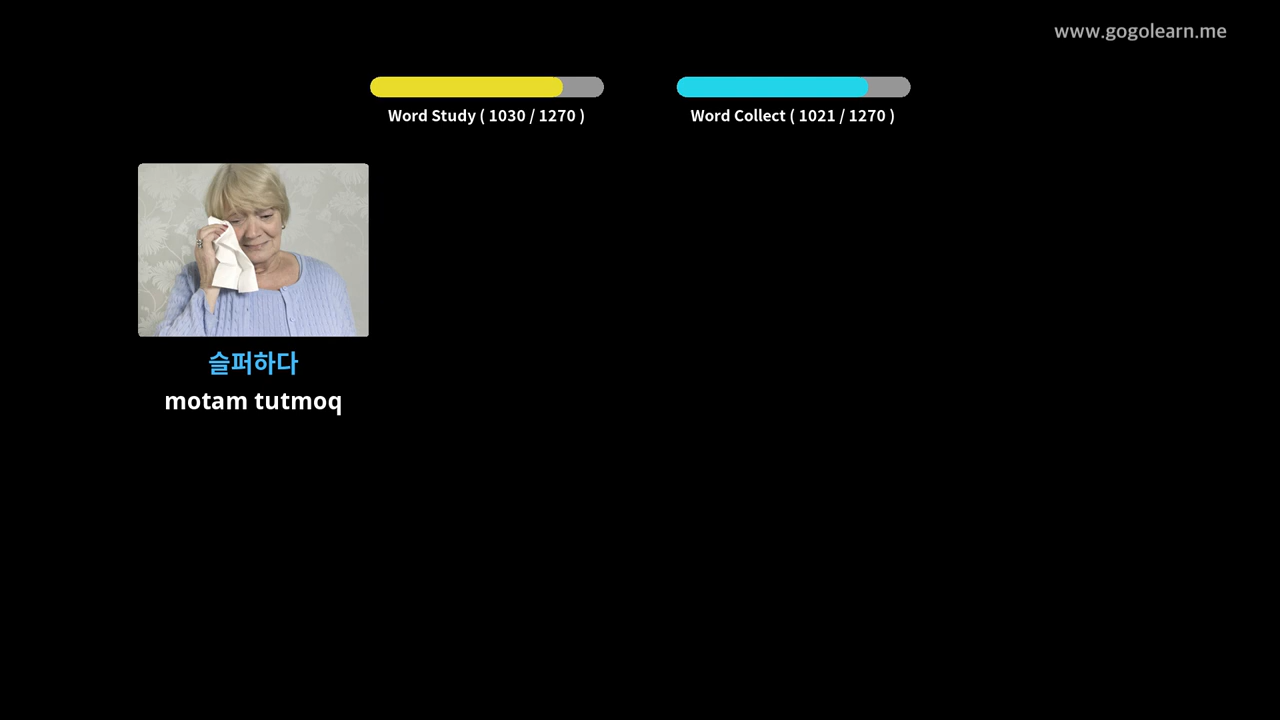 www.gogolearn.me
Word Study ( 1030 / 1270 )
Word Collect ( 1021 / 1270 )
슬퍼하다
motam tutmoq